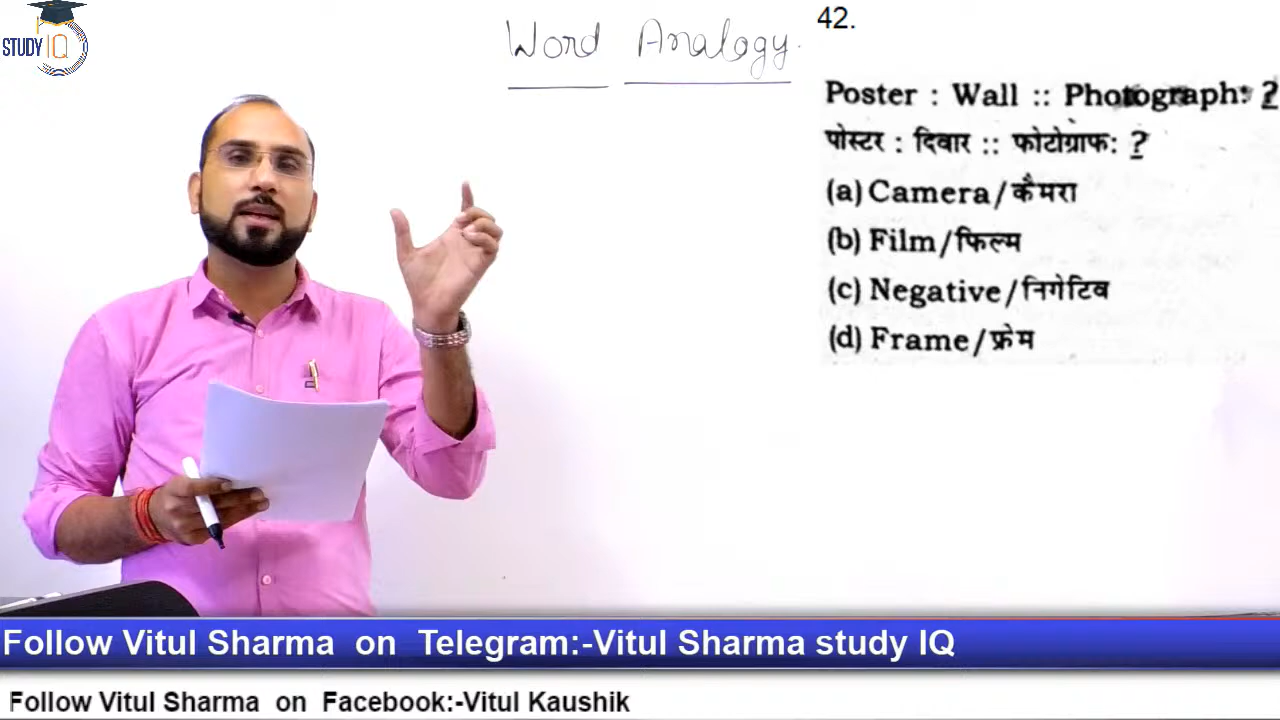 STUDY IQ
Word Analogy.
42.
Poster : Wall :: Photograph: ?
पोस्टर : दिवार :: फोटोग्राफ: ?
(a) Camera/कैमरा
(b) Film/फिल्म
(c) Negative/निगेटिव
(d) Frame/फ्रेम
Follow Vitul Sharma on Telegram:-Vitul Sharma study IQ
Follow Vitul Sharma on Facebook:-Vitul Kaushik